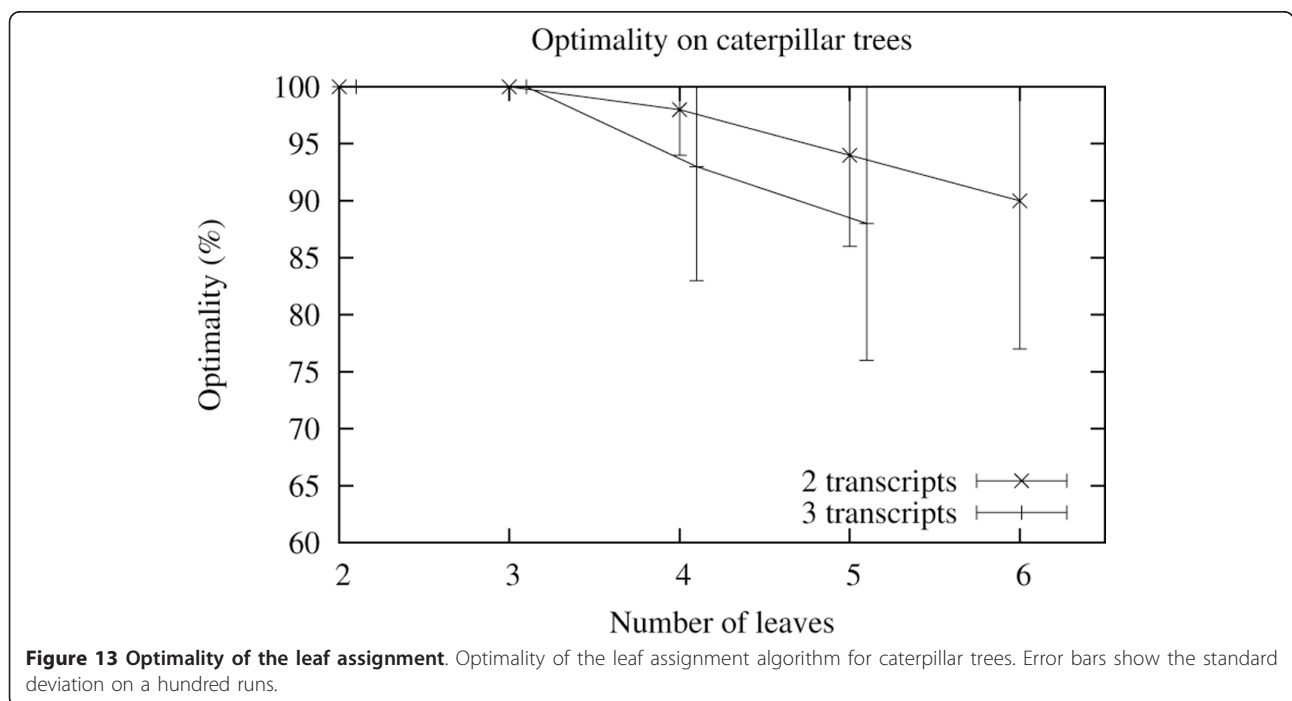 Optimality on caterpillar trees
100
95
90
85
80
75
70
65
60
Optimality (%)
2 transcripts
3 transcripts
2 3 4 5 6
Number of leaves
Figure 13 Optimality of the leaf assignment. Optimality of the leaf assignment algorithm for caterpillar trees. Error bars show the standard
deviation on a hundred runs.